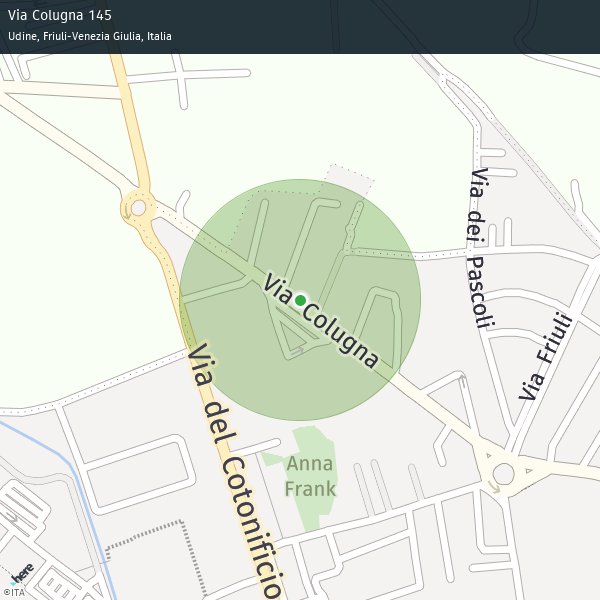 Via Colugna 145
Udine, Friuli-Venezia Giulia, Italia
Via dei Pascoli
Via Colugna
Via Friuli
Via del Cotonificio
Anna
Frank
here
©ITA